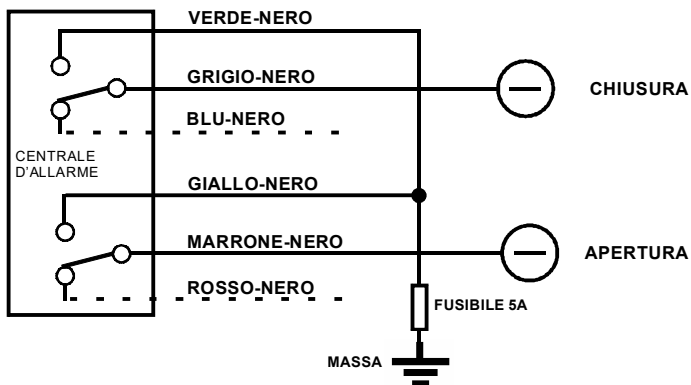 VERDE-NERO
GRIGIO-NERO
CHIUSURA
BLU-NERO
CENTRALE
D'ALLARME
GIALLO-NERO
MARRONE-NERO
APERTURA
ROSSO-NERO
FUSIBILE 5A
MASSA